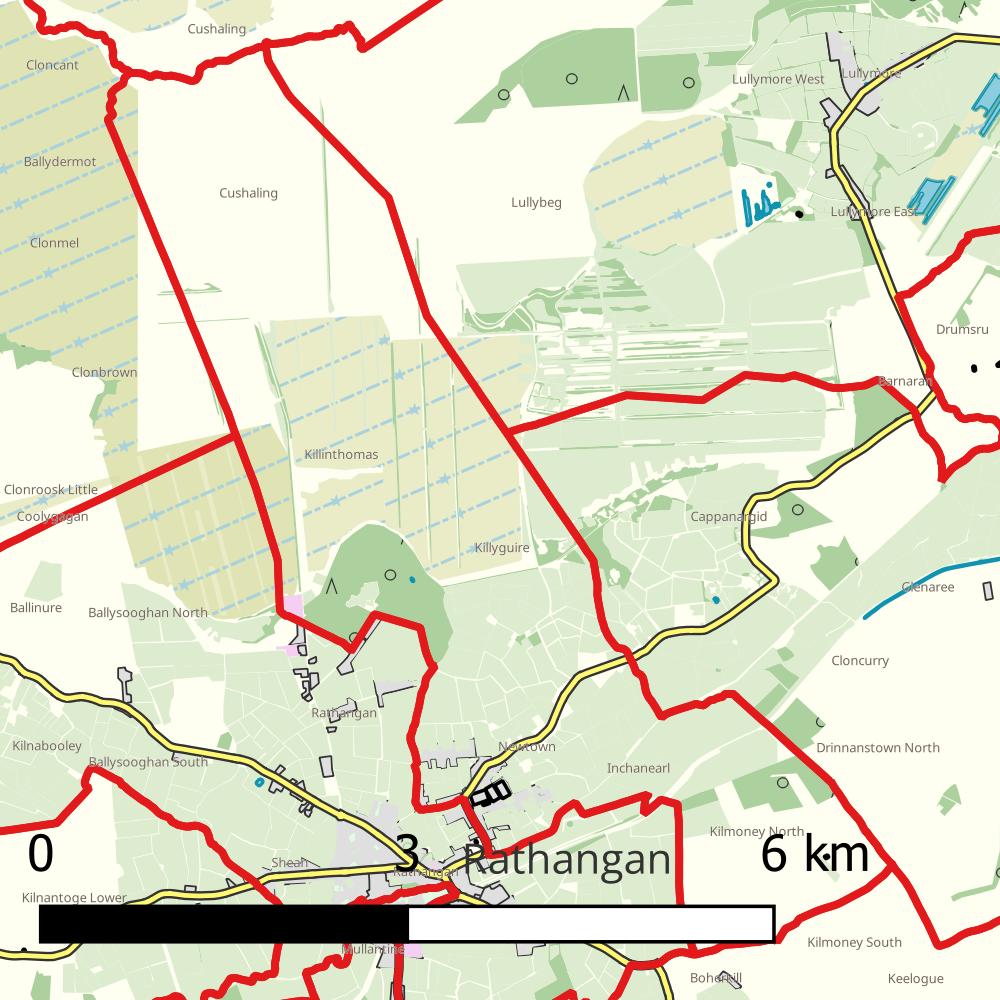 Cushaling
Cloncant
Lullymore West
Lullymore
Ballydermot
Cushaling
Lullybeg
Lullymore East
Clonmel
Drumsru
Clonbrown
Barnaran
Killinthomas
Clonroosk Little
Coolygagan
Cappanargid
Killyguire
Glenaree
Ballinure
Ballysooghan North
Cloncurry
Rathangan
Kilnabooley
Newtown
Drinnanstown North
Ballysooghan South
Inchanearl
Kilmoney North
0
3
6 km
Rathangan
Shean
Rathangan
Kilnantoge Lower
Kilmoney South
Mullantine
Boherkill
Keelogue